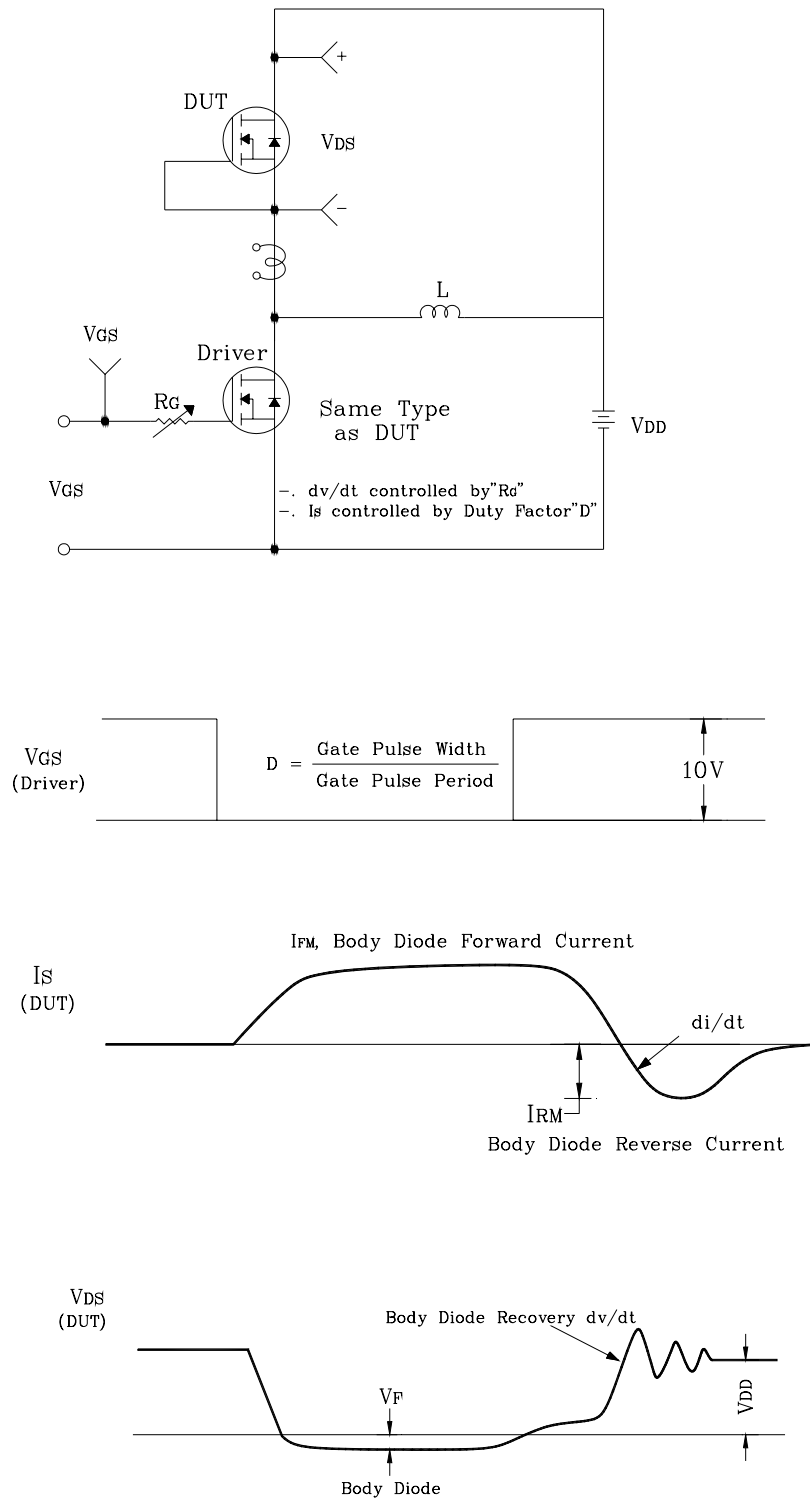 +
DUT
VDS
−
L
VGS
Driver
RG
Same Type
as DUT
VDD
VGS
−. dv/dt controlled by"RG"
−. Is controlled by Duty Factor"D"
VGS
(Driver)
D = Gate Pulse Width
Gate Pulse Period
10V
IFM, Body Diode Forward Current
IS
(DUT)
di/dt
IRM
Body Diode Reverse Current
VDS
(DUT)
Body Diode Recovery dv/dt
VF
VDD
Body Diode